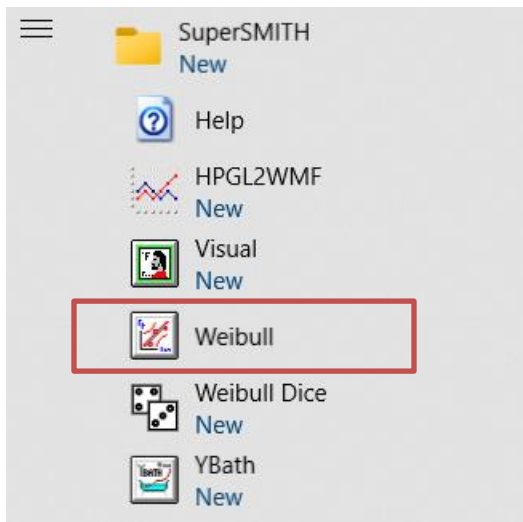 SuperSMITH
New
Help
HPGL2WMF
New
Visual
New
Weibull
Weibull Dice
New
YBath
New